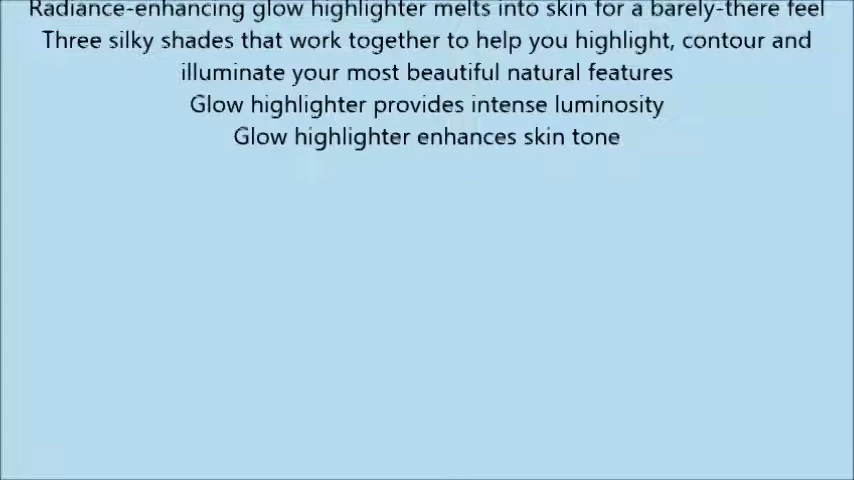 Radiance-enhancing glow highlighter melts into skin for a barely-there feel
Three silky shades that work together to help you highlight, contour and
illuminate your most beautiful natural features
Glow highlighter provides intense luminosity
Glow highlighter enhances skin tone